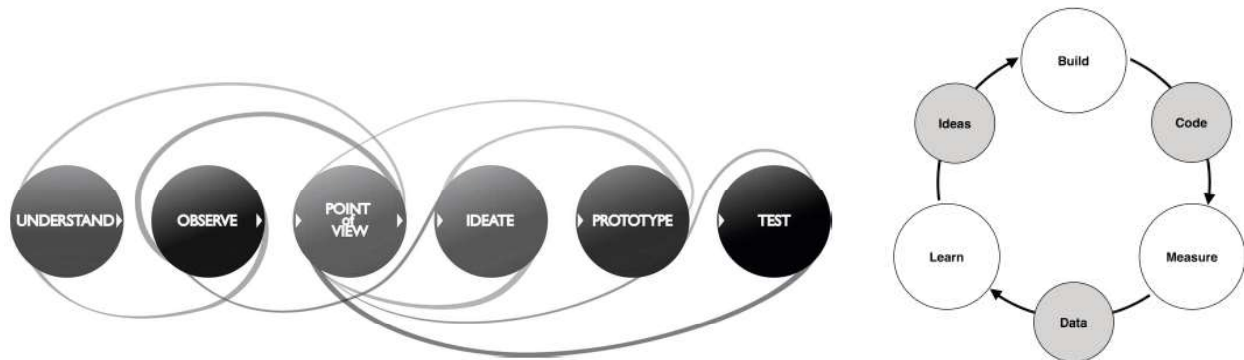 UNDERSTAND
OBSERVE
POINT
of
VIEW
IDEATE
PROTOTYPE
TEST
Build
Ideas
Code
Learn
Measure
Data